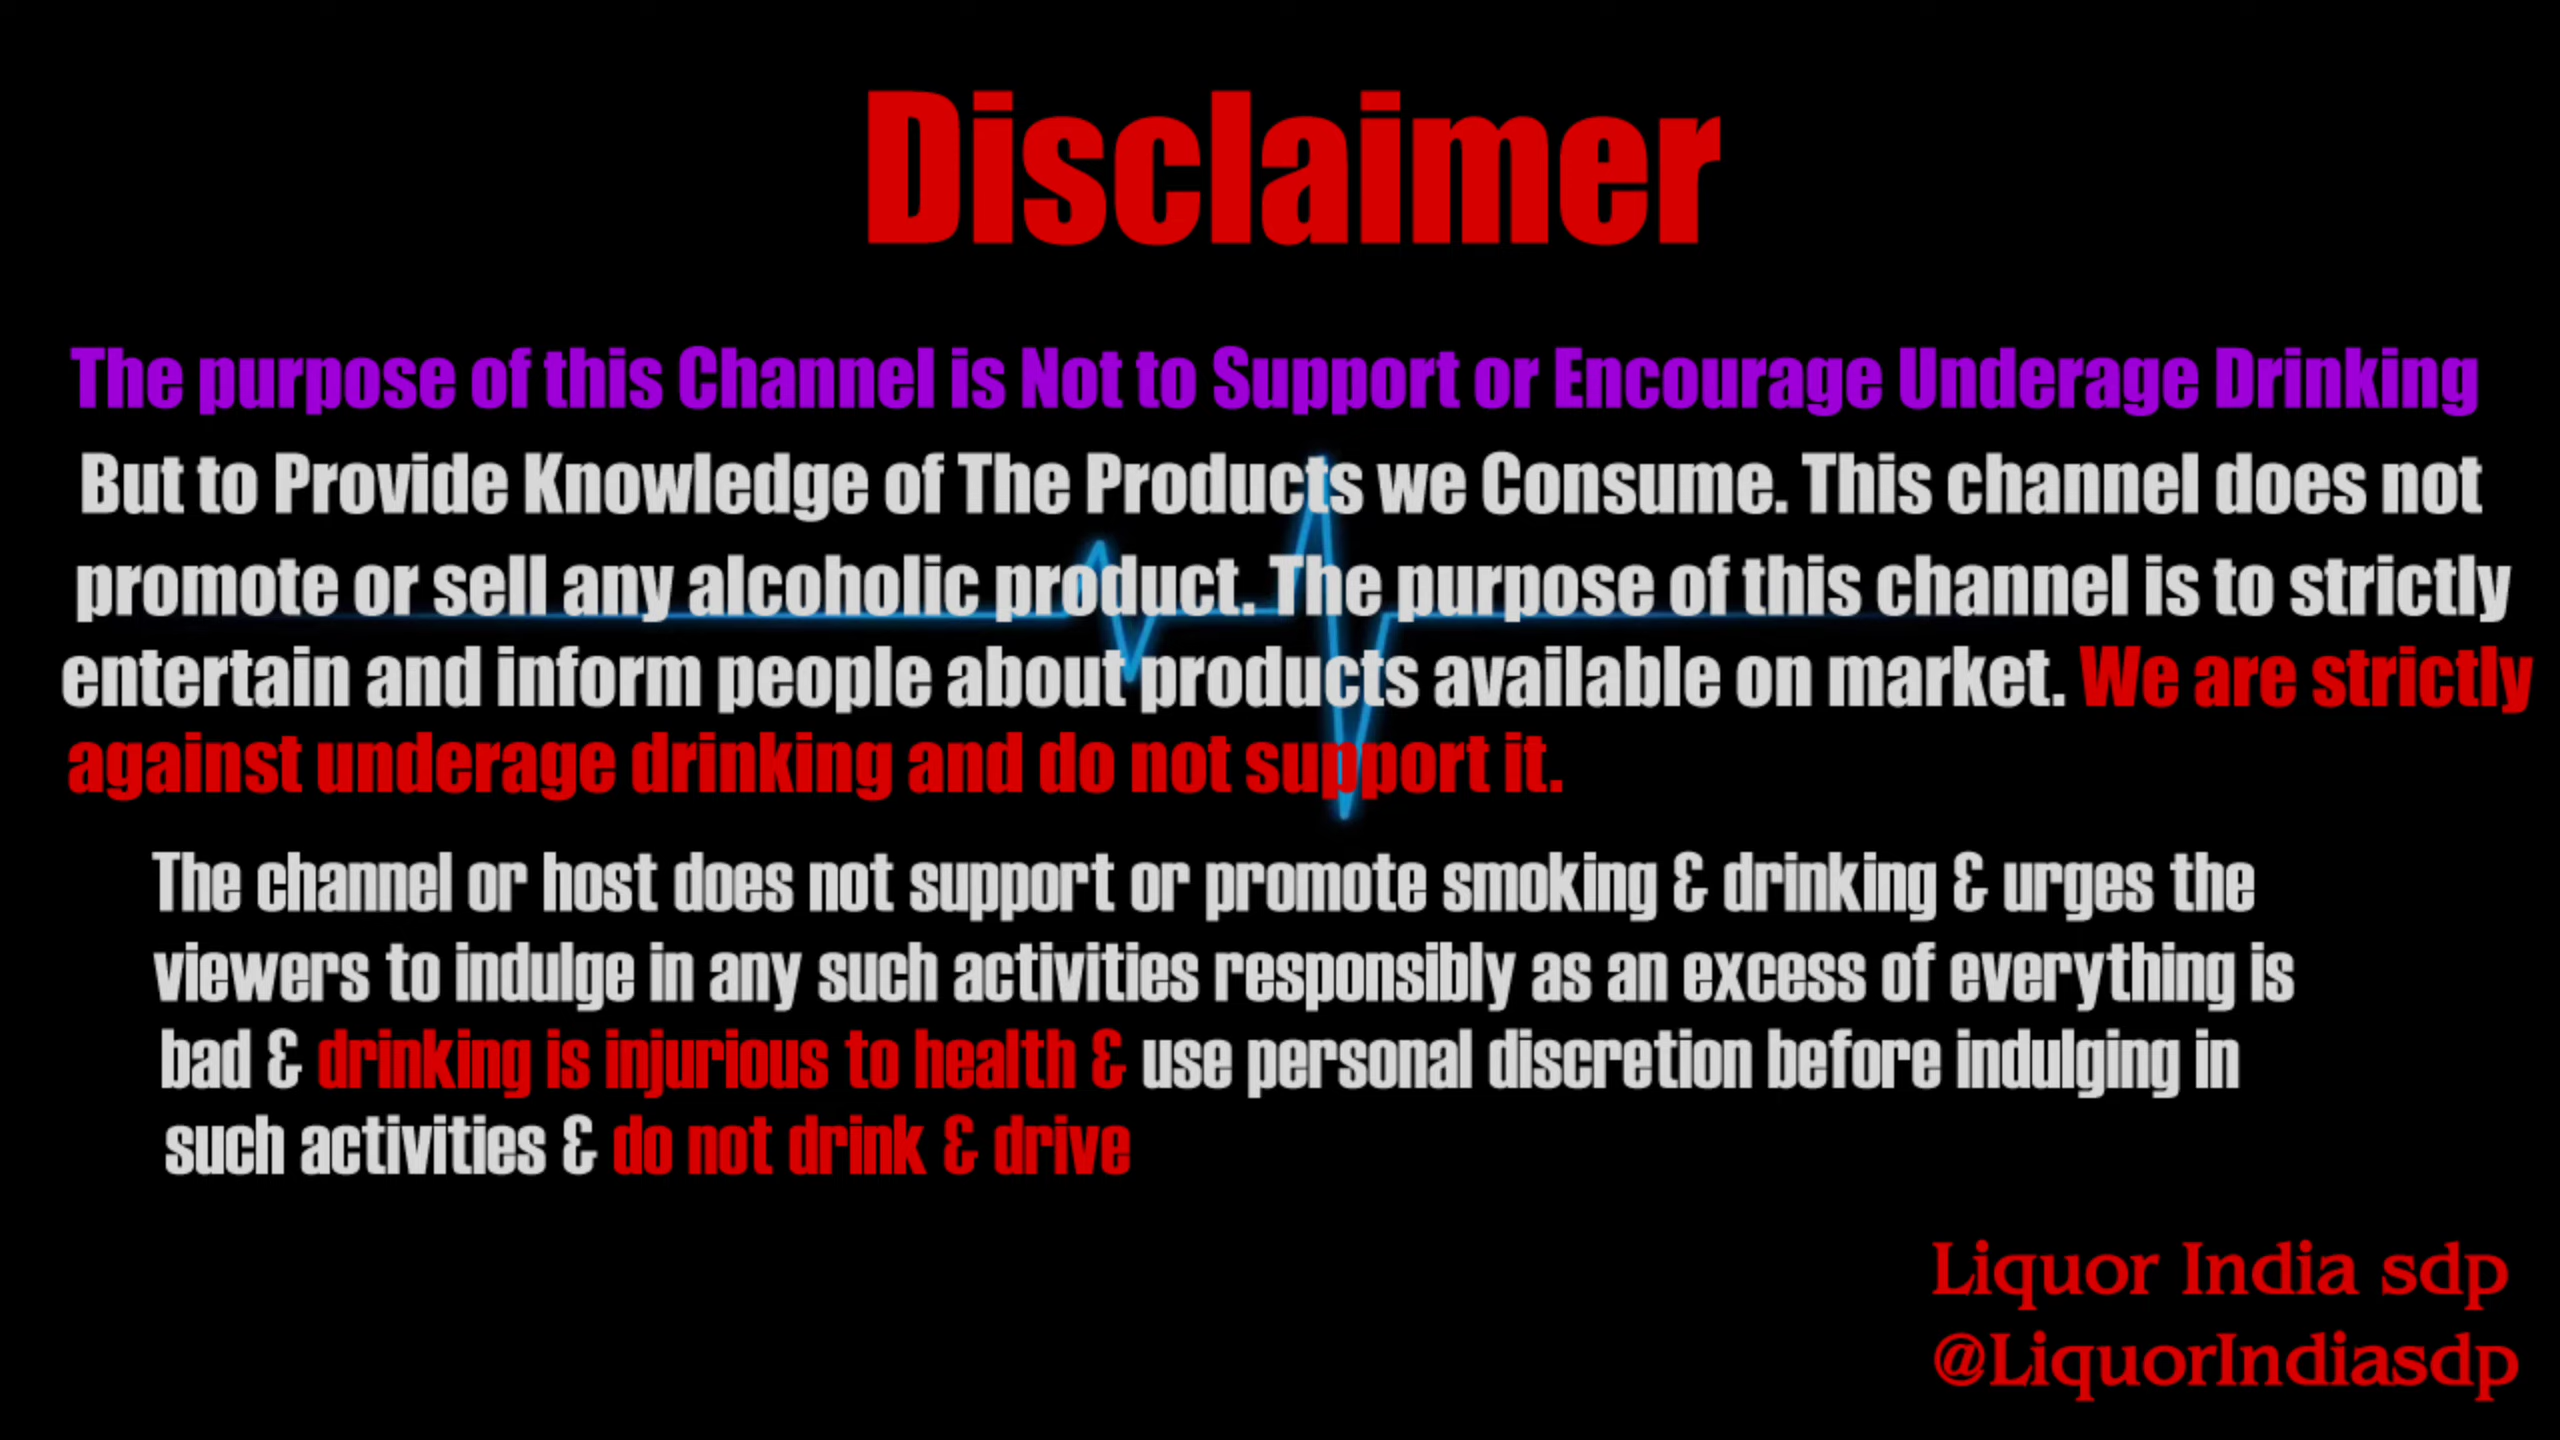 Disclaimer
The purpose of this Channel is Not to Support or Encourage Underage Drinking
But to Provide Knowledge of The Products we Consume. This channel does not
promote or sell any alcoholic product. The purpose of this channel is to strictly
entertain and inform people about products available on market. We are strictly
against underage drinking and do not support it.
The channel or host does not support or promote smoking & drinking & urges the
viewers to indulge in any such activities responsibly as an excess of everything is
bad & drinking is injurious to health & use personal discretion before indulging in
such activities & do not drink & drive
Liquor India sdp
@LiquorIndiasdp